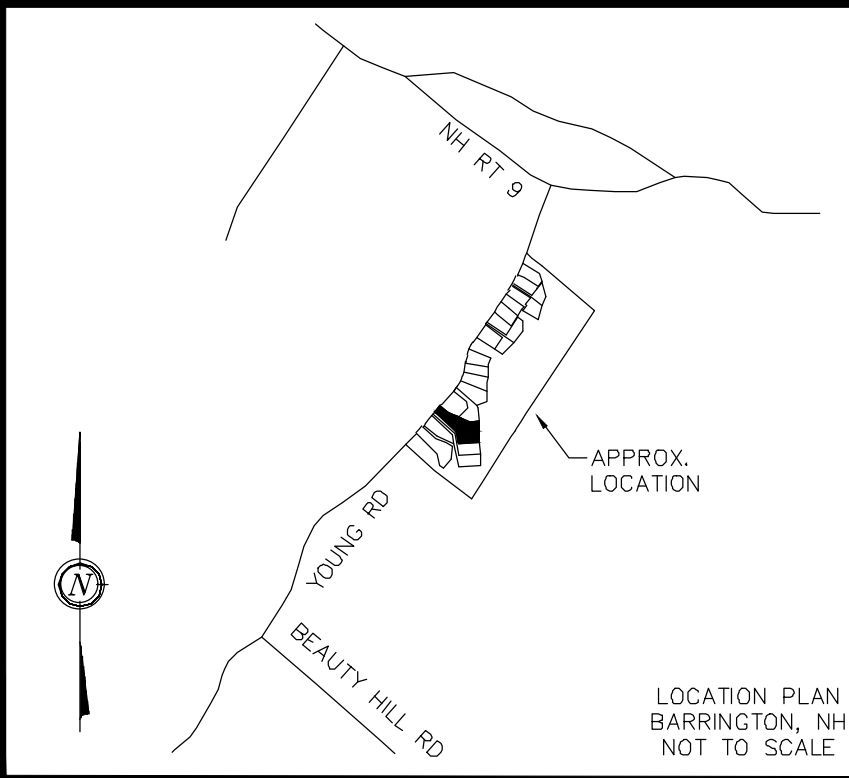 NH RT 9
APPROX.
LOCATION
YOUNG RD
N
BEAUTY HILL RD
LOCATION PLAN
BARRINGTON, NH
NOT TO SCALE